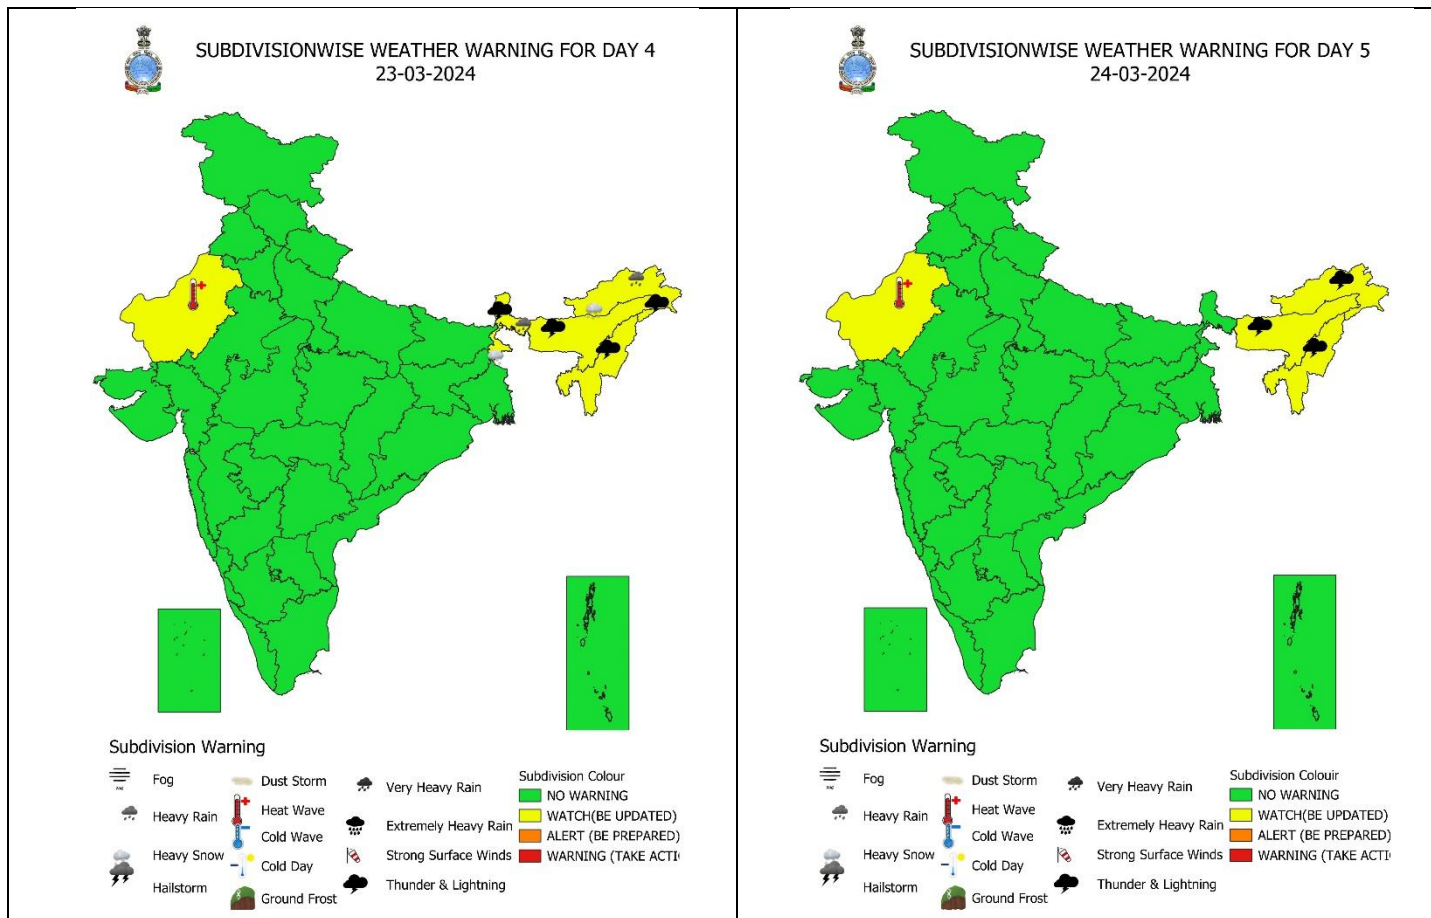 SUBDIVISIONWISE WEATHER WARNING FOR DAY 4
23-03-2024
Subdivision Warning
Fog
Heavy Rain
Heavy Snow
Hailstorm
Dust Storm
Heat Wave
Cold Wave
Cold Day
Ground Frost
Very Heavy Rain
Extremely Heavy Rain
Strong Surface Winds
Thunder & Lightning
Subdivision Colour
NO WARNING
WATCH(BE UPDATED)
ALERT (BE PREPARED)
WARNING (TAKE ACTI
SUBDIVISIONWISE WEATHER WARNING FOR DAY 5
24-03-2024
Subdivision Warning
Fog
Heavy Rain
Heavy Snow
Hailstorm
Dust Storm
Heat Wave
Cold Wave
Cold Day
Ground Frost
Very Heavy Rain
Extremely Heavy Rain
Strong Surface Winds
Thunder & Lightning
Subdivision Colouir
NO WARNING
WATCH(BE UPDATED)
ALERT (BE PREPARED)
WARNING (TAKE ACTI